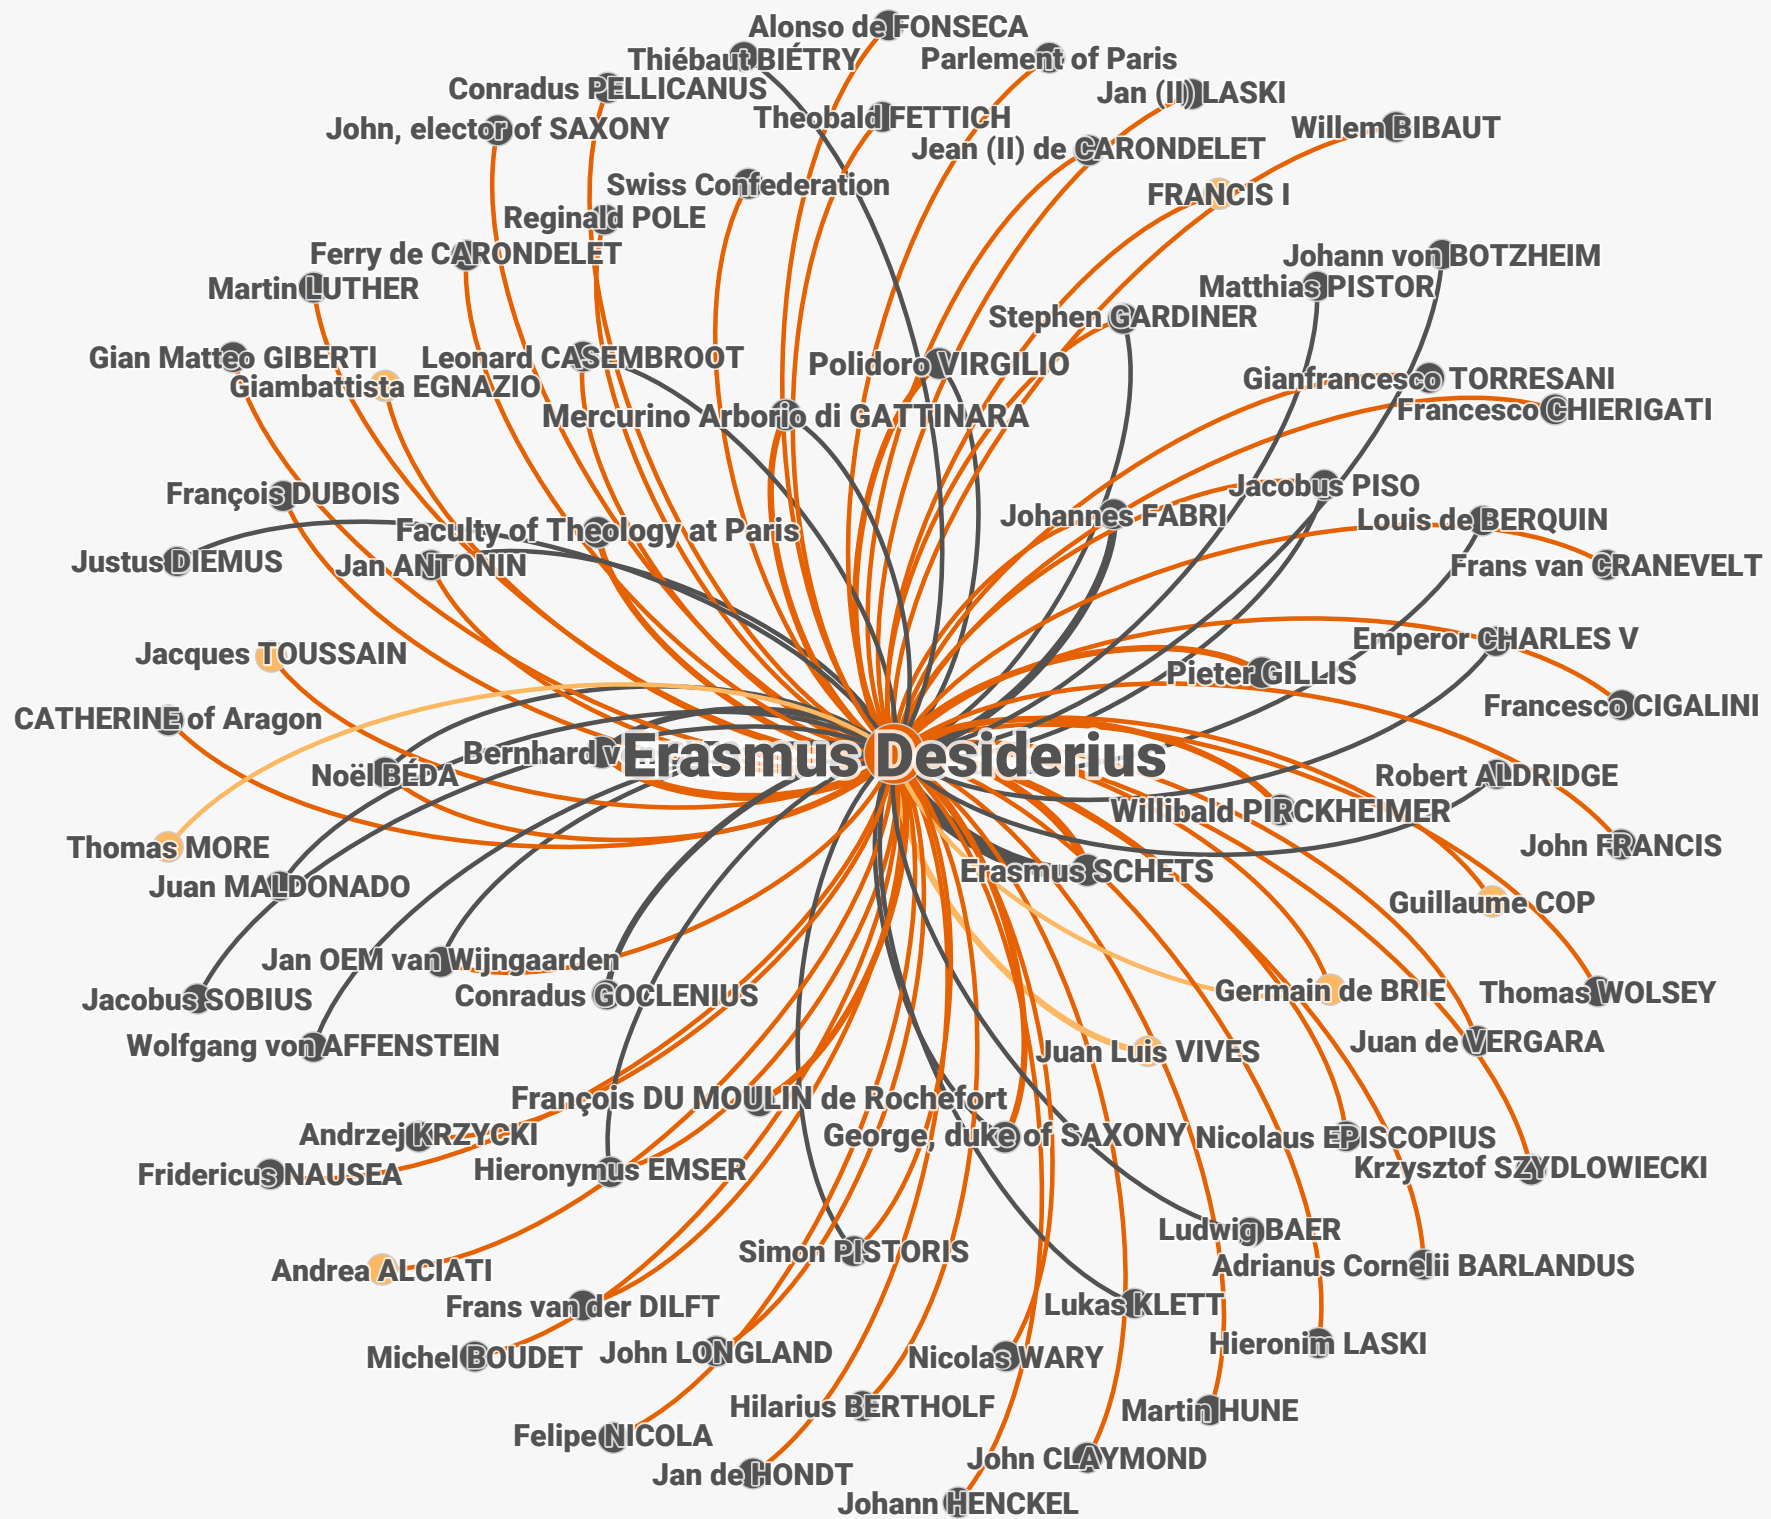 Alonso de FONSECA
Thiébaut BIÉTRY
Parlement of Paris
Conradus PELLICANUS
Jan (II) LASKI
Theobald FETTICH
John, elector of SAXONY
Willem BIBAUT
Jean (II) de CARONDELET
Swiss Confederation
FRANCIS I
Reginald POLE
Ferry de CARONDELET
Johann von BOTZHEIM
Martin LUTHER
Matthias PISTOR
Stephen GARDINER
Gian Matteo GIBERTI
Leonard CASEMBROOT
Polidoro VIRGILIO
Giambattista EGNAZIO
Gianfrancesco TORRESANI
Mercurino Arborio di GATTINARA
Francesco CHIERIGATI
François DUBOIS
Jacobus PISO
Johannes FABRI
Louis de BERQUIN
Faculty of Theology at Paris
Justus DIEMUS
Jan ANTONIN
Frans van CRANEVELT
Jacques TOUSSAIN
Emperor CHARLES V
Pieter GILLIS
CATHERINE of Aragon
Francesco CIGALINI
Bernhard
Erasmus Desiderius
Noël BÉDA
Robert ALDRIDGE
Willibald PIRCKHEIMER
Thomas MORE
John FRANCIS
Juan MALDONADO
Erasmus SCHETS
Guillaume COP
Jan OEM van Wijngaarden
Jacobus SOBIUS
Conradus GOCLENIUS
Germain de BRIE
Thomas WOLSEY
Wolfgang von AFFENSTEIN
Juan Luis VIVES
Juan de VERGARA
François DU MOULIN de Rochefort
Andrzej KRZYCKI
George, duke of SAXONY
Nicolaus EPISCOPIUS
Fridericus NAUSEA
Hieronymus EMSER
Krzysztof SZYDLOWIECKI
Simon PISTORIS
Ludwig BAER
Andrea ALCIATI
Adrianus Cornelii BARLANDUS
Frans van der DILFT
Lukas KLETT
Michel BOUDET
John LONGLAND
Nicolas WARY
Hieronim LASKI
Hilarius BERTHOLF
Martin HUNE
Felipe NICOLA
Jan de HONDT
John CLAYMOND
Johann HENCKEL